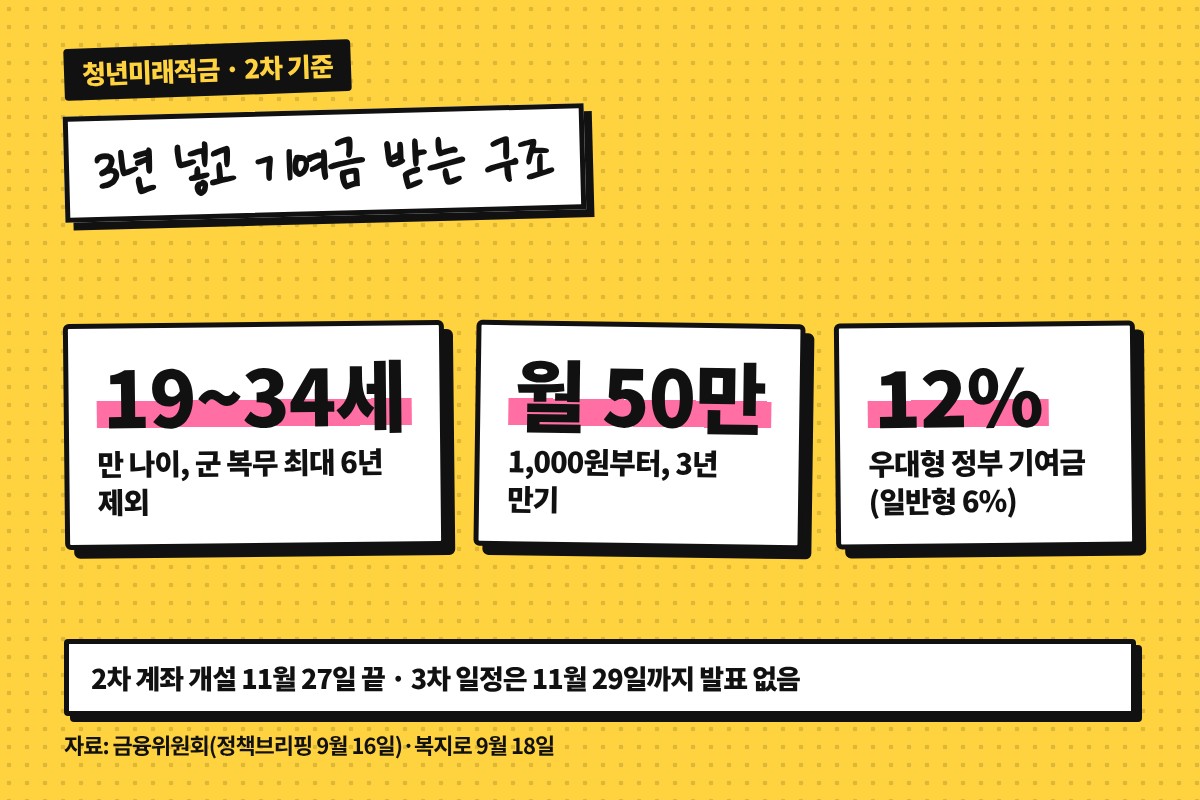 청년미래적금 · 2차 기준
3년 넣고 기여금 받는 구조
19~34세
만 나이, 군 복무 최대 6년
제외
월 50만
1,000원부터, 3년
만기
12%
우대형 정부 기여금
(일반형 6%)
2차 계좌 개설 11월 27일 끝 · 3차 일정은 11월 29일까지 발표 없음
자료: 금융위원회(정책브리핑 9월 16일)·복지로 9월 18일